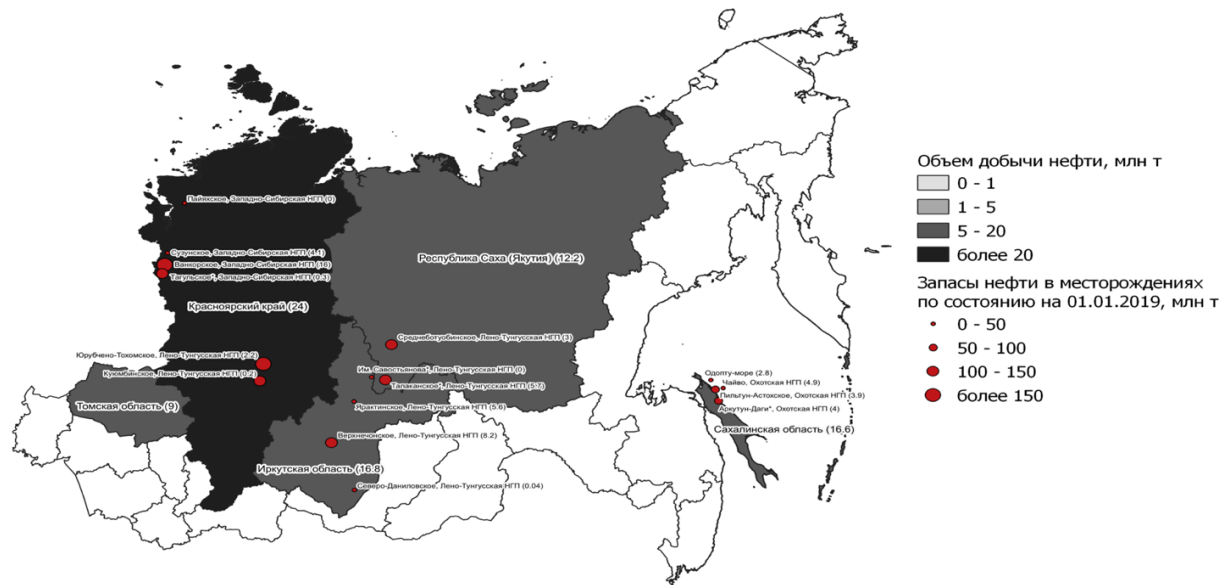 Пайяхское, Западно-Сибирская НГП (0)
Сузунское, Западно-Сибирская НГП (4.1)
Ванкорское, Западно-Сибирская НГП (16)
Тагульское*, Западно-Сибирская НГП (0.3)
Красноярский край (24)
Республика Саха (Якутия) (12.2)
Среднеботуобинское, Лено-Тунгусская НГП (3)
Юрубчено-Тохомское, Лено-Тунгусская НГП (2.2)
Куюмбинское, Лено-Тунгусская НГП (0.2)
Им. Савостьянова*, Лено-Тунгусская НГП (0)
Талаканское*, Лено-Тунгусская НГП
Томская область (9)
Ярактинское, Лено-Тунгусская НГП (5.6)
Верхнечонское, Лено-Тунгусская НГП (8.2)
Иркутская область (16.8)
Северо-Даниловское, Лено-Тунгусская НГП (0.04)
Одопту-море (2.8)
Чайво, Охотская НГП (4.9)
Пильтун-Астохское, Охотская НГП (3.9)
Аркутун-Даги*, Охотская НГП (4)
Сахалинская область (16.6)
Объем добычи нефти, млн т
0 - 1
1 - 5
5 - 20
более 20
Запасы нефти в месторождениях
по состоянию на 01.01.2019, млн т
0 - 50
50 - 100
100 - 150
более 150